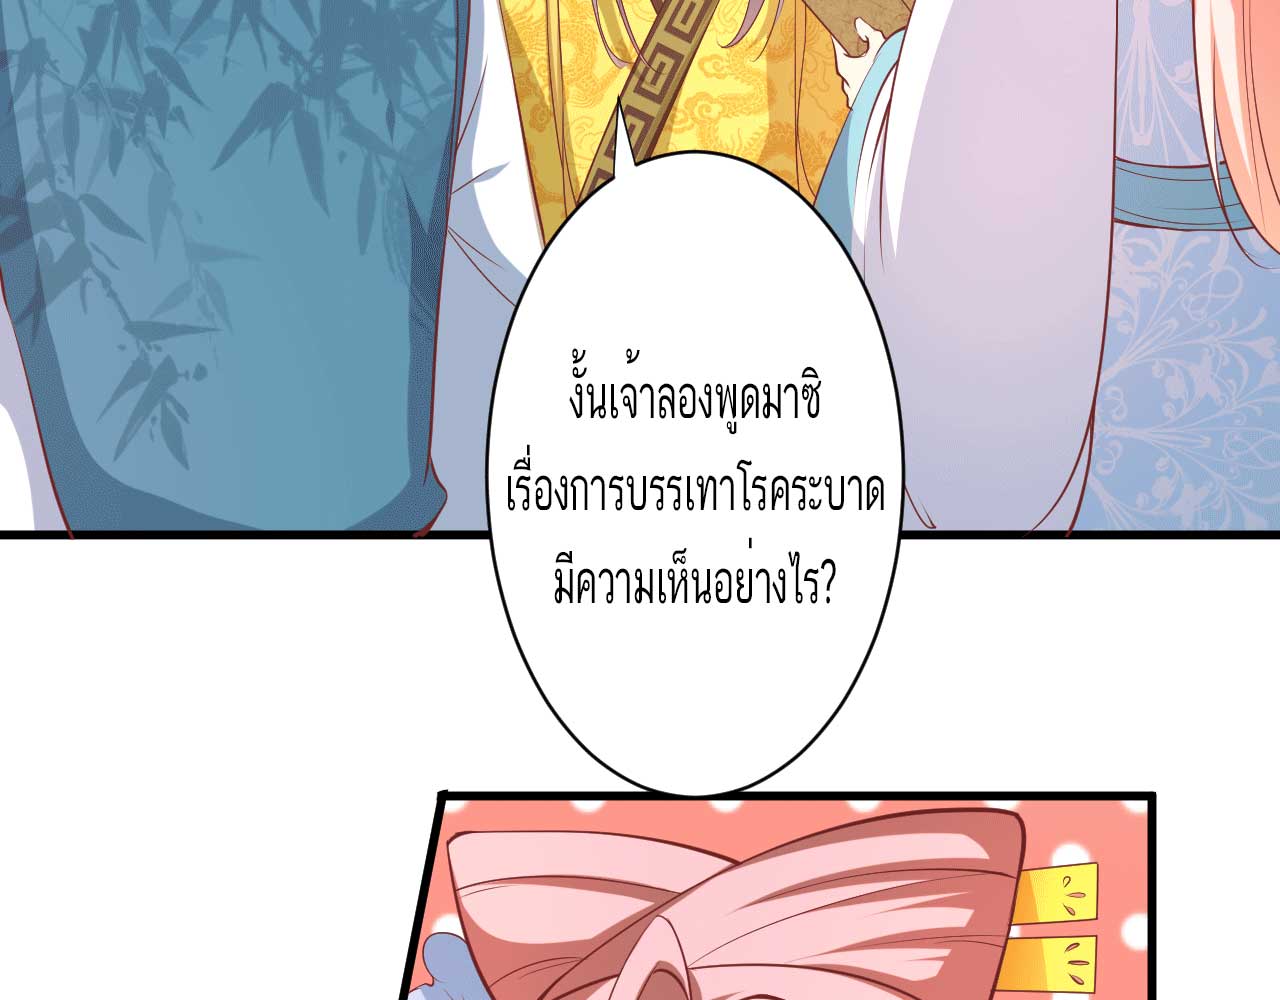 งั้นเจ้าลองพูดมาซิ
เรื่องการบรรเทาโรคระบาด
มีความเห็นอย่างไร?